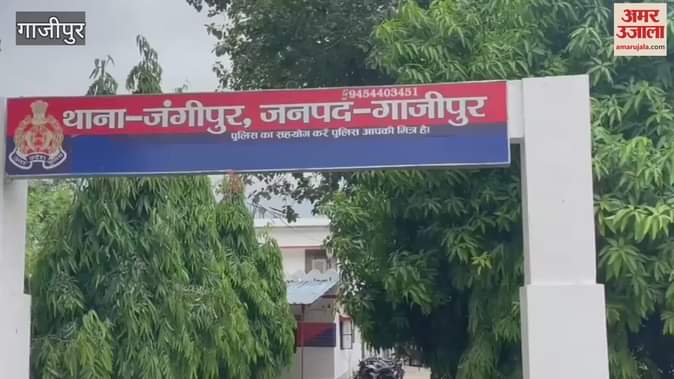 गाजीपुर
अमर उजाला
amarujala.com
9454403451
थाना-जंगीपुर, जनपद-गाजीपुर
पुलिस का सहयोग करें पुलिस आपकी मित्र है।